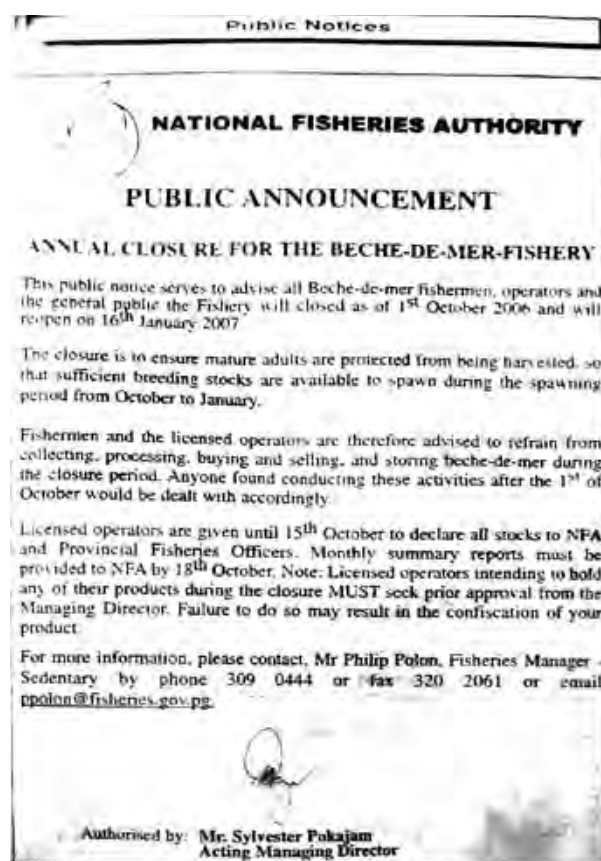 Public Notices
NATIONAL FISHERIES AUTHORITY
PUBLIC ANNOUNCEMENT
ANNUAL CLOSURE FOR THE BECHE-DE-MER-FISHERY
This public notice serves to advise all Beche-de-mer fishermen, operators and
the general public the Fishery will closed as of 1st October 2006 and will
reopen on 16th January 2007
The closure is to ensure mature adults are protected from being harvested, so
that sufficient breeding stocks are available to spawn during the spawning
period from October to January.
Fishermen and the licensed operators are therefore advised to refrain from
collecting, processing, buying and selling, and storing beche-de-mer during
the closure period. Anyone found conducting these activities after the 1st of
October would be dealt with accordingly
Licensed operators are given until 15th October to declare all stocks to NFA
and Provincial Fisheries Officers. Monthly summary reports must be
provided to NFA by 18th October. Note: Licensed operators intending to hold
any of their products during the closure MUST seek prior approval from the
Managing Director. Failure to do so may result in the confiscation of your
product
For more information, please contact, Mr Philip Polon, Fisheries Manager -
Sedentary by phone 309 0444 or fax 320 2061 or email
ppolon@fisheries.gov.pg.
Authorised by: Mr. Sylvester Pokajam
Acting Managing Director